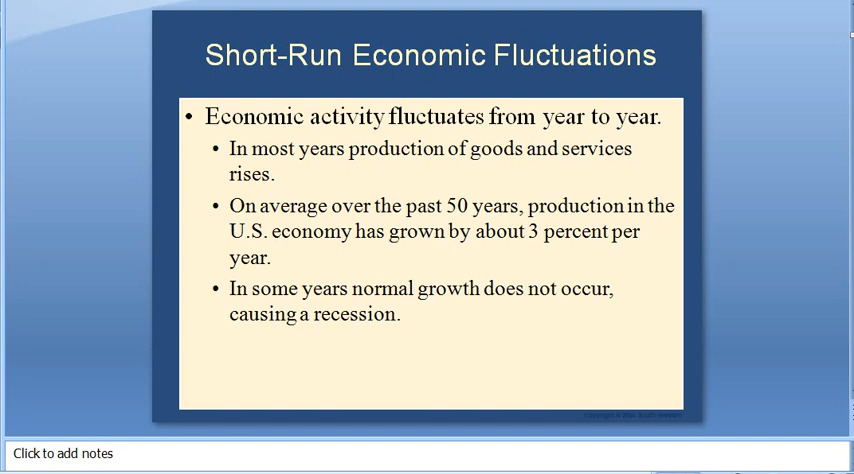 Short-Run Economic Fluctuations
• Economic activity fluctuates from year to year.
• In most years production of goods and services
rises.
• On average over the past 50 years, production in the
U.S. economy has grown by about 3 percent per
year.
• In some years normal growth does not occur,
causing a recession.
Copyright ©
Click to add notes